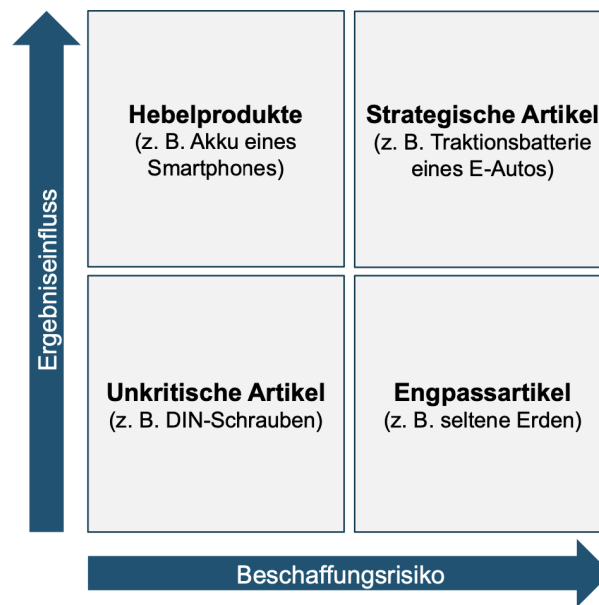 Hebelprodukte
(z. B. Akku eines
Smartphones)
Strategische Artikel
(z. B. Traktionsbatterie
eines E-Autos)
Unkritische Artikel
(z. B. DIN-Schrauben)
Engpassartikel
(z. B. seltene Erden)
Ergebniseinfluss
Beschaffungsrisiko